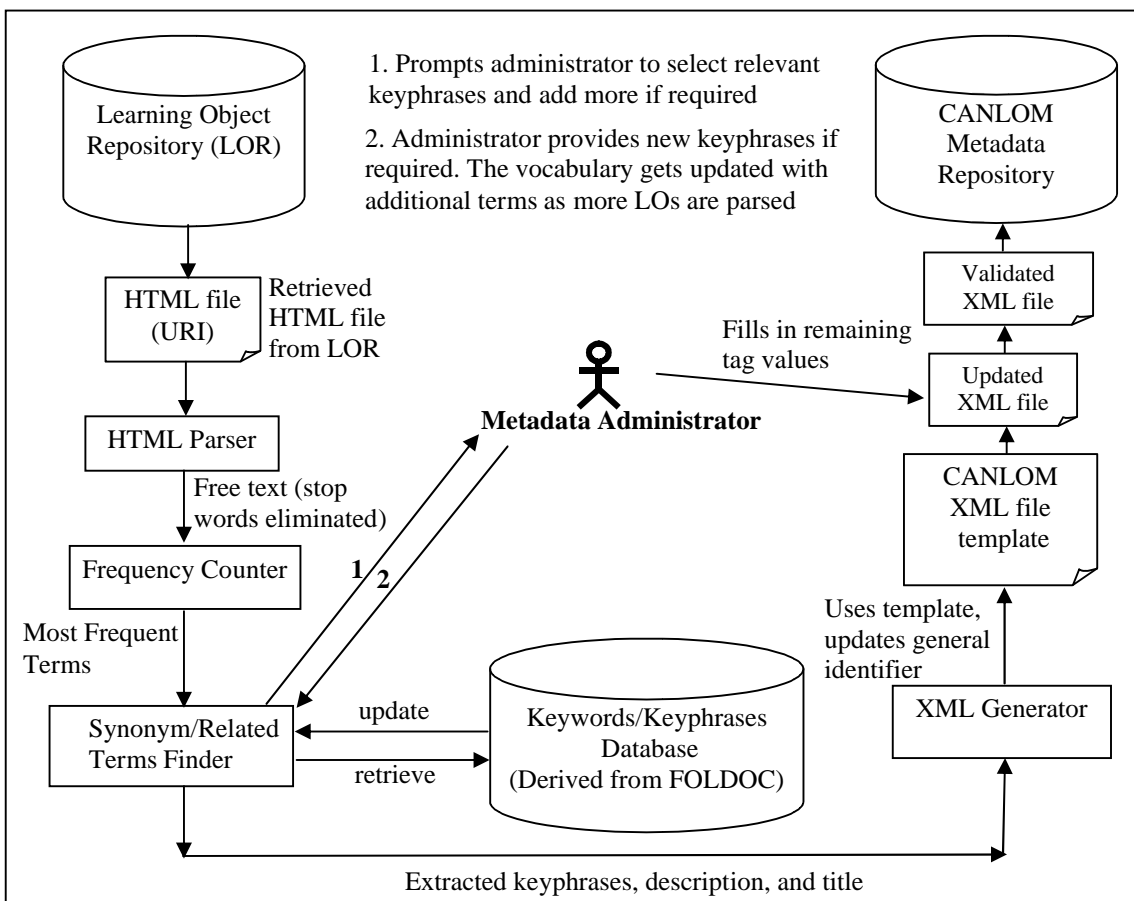 Learning Object
Repository (LOR)
1. Prompts administrator to select relevant
keyphrases and add more if required
2. Administrator provides new keyphrases if
required. The vocabulary gets updated with
additional terms as more LOs are parsed
CANLOM
Metadata
Repository
HTML file
(URI)
Retrieved
HTML file
from LOR
Validated
XML file
Fills in remaining
tag values
Updated
XML file
Metadata Administrator
HTML Parser
CANLOM
XML file
template
Free text (stop
words eliminated)
Frequency Counter
1
2
Most Frequent
Terms
Uses template,
updates general
identifier
Synonym/Related
Terms Finder
update
retrieve
Keywords/Keyphrases
Database
(Derived from FOLDOC)
XML Generator
Extracted keyphrases, description, and title